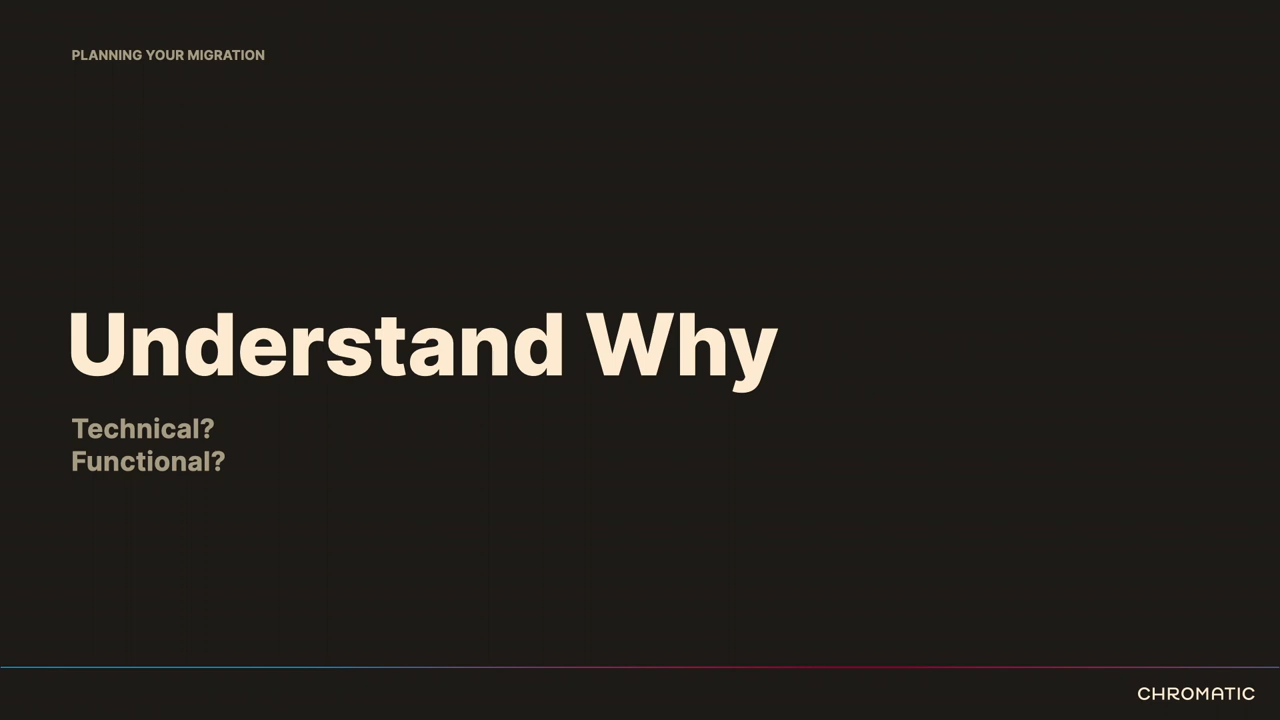 PLANNING YOUR MIGRATION
Understand Why
Technical?
Functional?
CHROMATIC